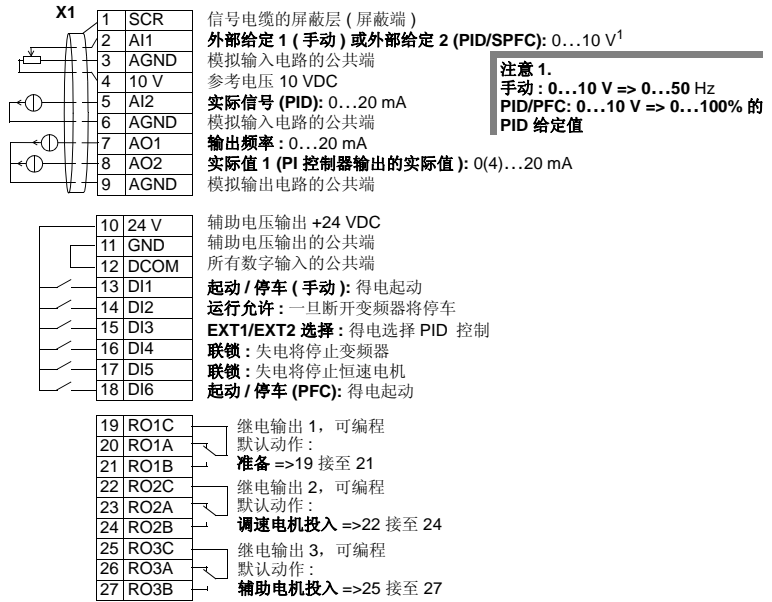 X1
1 SCR 信号电缆的屏蔽层 ( 屏蔽端 )
2 AI1 外部给定 1 ( 手动 ) 或外部给定 2 (PID/SPFC): 0…10 V1
3 AGND 模拟输入电路的公共端
4 10 V 参考电压 10 VDC
5 AI2 实际信号 (PID): 0…20 mA
6 AGND 模拟输入电路的公共端
7 AO1 输出频率 : 0…20 mA
8 AO2 实际值 1 (PI 控制器输出的实际值 ): 0(4)…20 mA
9 AGND 模拟输出电路的公共端
注意 1.
手动 : 0…10 V => 0…50 Hz
PID/PFC: 0…10 V => 0…100% 的
PID 给定值
10 24 V 辅助电压输出 +24 VDC
11 GND 辅助电压输出的公共端
12 DCOM 所有数字输入的公共端
13 DI1 起动 / 停车 ( 手动 ): 得电起动
14 DI2 运行允许 : 一旦断开变频器将停车
15 DI3 EXT1/EXT2 选择 : 得电选择 PID 控制
16 DI4 联锁 : 失电将停止变频器
17 DI5 联锁 : 失电将停止恒速电机
18 DI6 起动 / 停车 (PFC): 得电起动
19 RO1C 继电输出 1，可编程
20 RO1A 默认动作 :
21 RO1B 准备 =>19 接至 21
22 RO2C 继电输出 2，可编程
23 RO2A 默认动作 :
24 RO2B 调速电机投入 =>22 接至 24
25 RO3C 继电输出 3，可编程
26 RO3A 默认动作 :
27 RO3B 辅助电机投入 =>25 接至 27